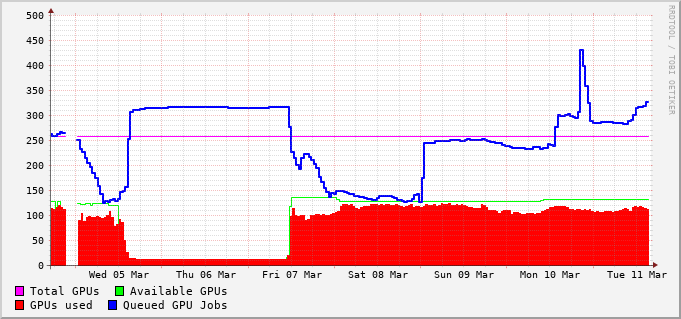 500
450
400
350
300
250
200
150
100
50
0
Wed 05 Mar Thu 06 Mar Fri 07 Mar Sat 08 Mar Sun 09 Mar Mon 10 Mar Tue 11 Mar
Total GPUs Available GPUs
GPUs used Queued GPU Jobs
RRDTOOL / TOBI OETIKER